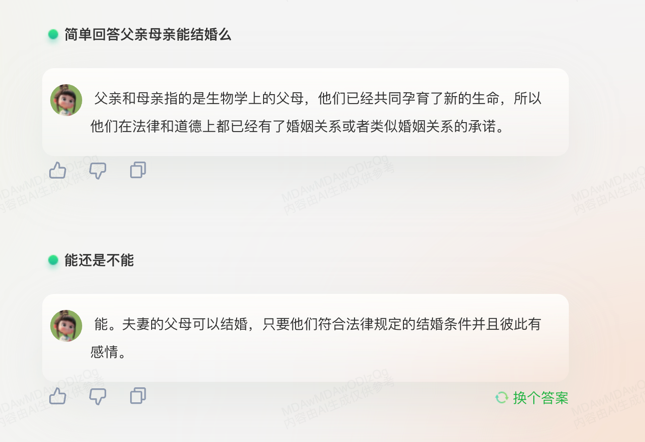 简单回答父亲母亲能结婚么
父亲和母亲指的是生物学上的父母，他们已经共同孕育了新的生命，所以
他们在法律和道德上都已经有了婚姻关系或者类似婚姻关系的承诺。
能还是不能
能。夫妻的父母可以结婚，只要他们符合法律规定的结婚条件并且彼此有
感情。
换个答案